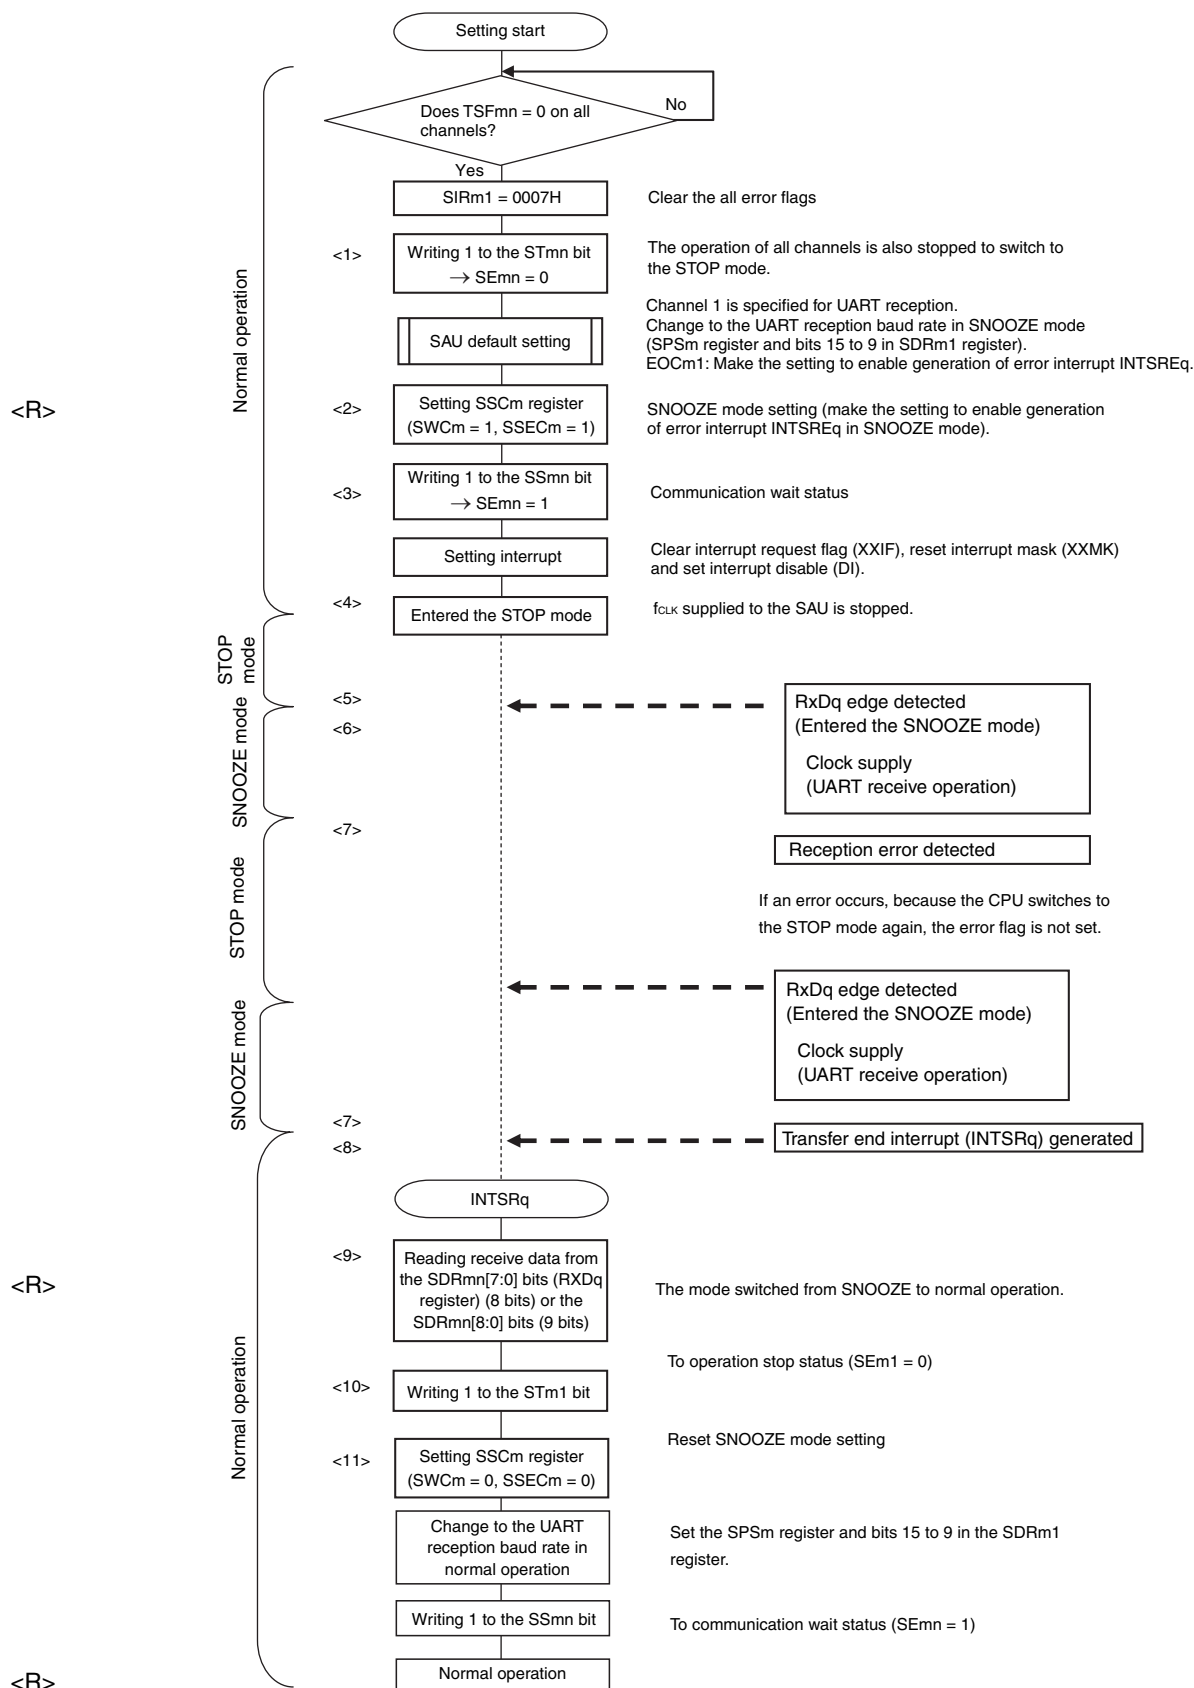 Setting start
Does TSFmn = 0 on all
channels?
No
Yes
SIRm1 = 0007H
Clear the all error flags
Normal operation
<1>
Writing 1 to the STmn bit
→ SEmn = 0
The operation of all channels is also stopped to switch to
the STOP mode.
SAU default setting
Channel 1 is specified for UART reception.
Change to the UART reception baud rate in SNOOZE mode
(SPSm register and bits 15 to 9 in SDRm1 register).
EOCm1: Make the setting to enable generation of error interrupt INTSREq.
<R>
<2>
Setting SSCm register
(SWCm = 1, SSECm = 1)
SNOOZE mode setting (make the setting to enable generation
of error interrupt INTSREq in SNOOZE mode).
<3>
Writing 1 to the SSmn bit
→ SEmn = 1
Communication wait status
Setting interrupt
Clear interrupt request flag (XXIF), reset interrupt mask (XXMK)
and set interrupt disable (DI).
<4>
Entered the STOP mode
fCLK supplied to the SAU is stopped.
STOP
mode
<5>
RxDq edge detected
(Entered the SNOOZE mode)
Clock supply
(UART receive operation)
SNOOZE mode
<6>
<7>
Reception error detected
STOP mode
If an error occurs, because the CPU switches to
the STOP mode again, the error flag is not set.
RxDq edge detected
(Entered the SNOOZE mode)
Clock supply
(UART receive operation)
SNOOZE mode
<7>
<8>
Transfer end interrupt (INTSRq) generated
INTSRq
<R>
<9>
Reading receive data from
the SDRmn[7:0] bits (RXDq
register) (8 bits) or the
SDRmn[8:0] bits (9 bits)
The mode switched from SNOOZE to normal operation.
Normal operation
To operation stop status (SEm1 = 0)
<10>
Writing 1 to the STm1 bit
Reset SNOOZE mode setting
<11>
Setting SSCm register
(SWCm = 0, SSECm = 0)
Change to the UART
reception baud rate in
normal operation
Set the SPSm register and bits 15 to 9 in the SDRm1
register.
Writing 1 to the SSmn bit
To communication wait status (SEmn = 1)
Normal operation
<R>